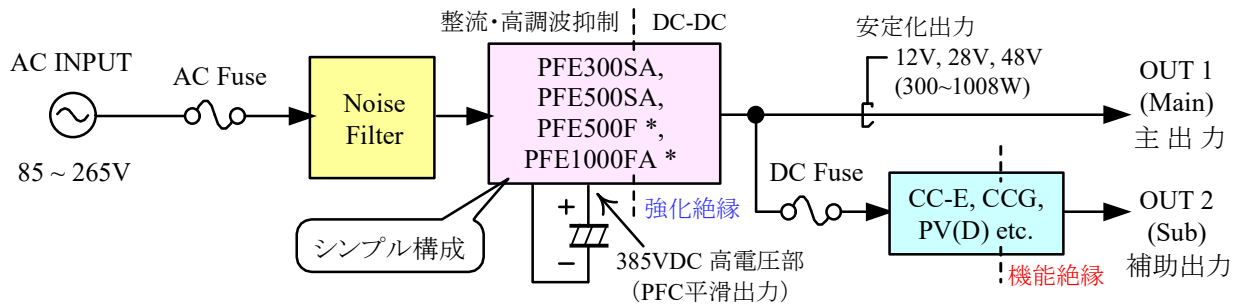 AC INPUT
85 ~ 265V
AC Fuse
Noise
Filter
整流・高調波抑制
DC-DC
PFE300SA,
PFE500SA,
PFE500F *,
PFE1000FA *
シンプル構成
+
−
強化絶縁
385VDC 高電圧部
（PFC平滑出力）
安定化出力
12V, 28V, 48V
(300~1008W)
OUT 1
(Main)
主 出 力
DC Fuse
CC-E, CCG,
PV(D) etc.
機能絶縁
OUT 2
(Sub)
補助出力